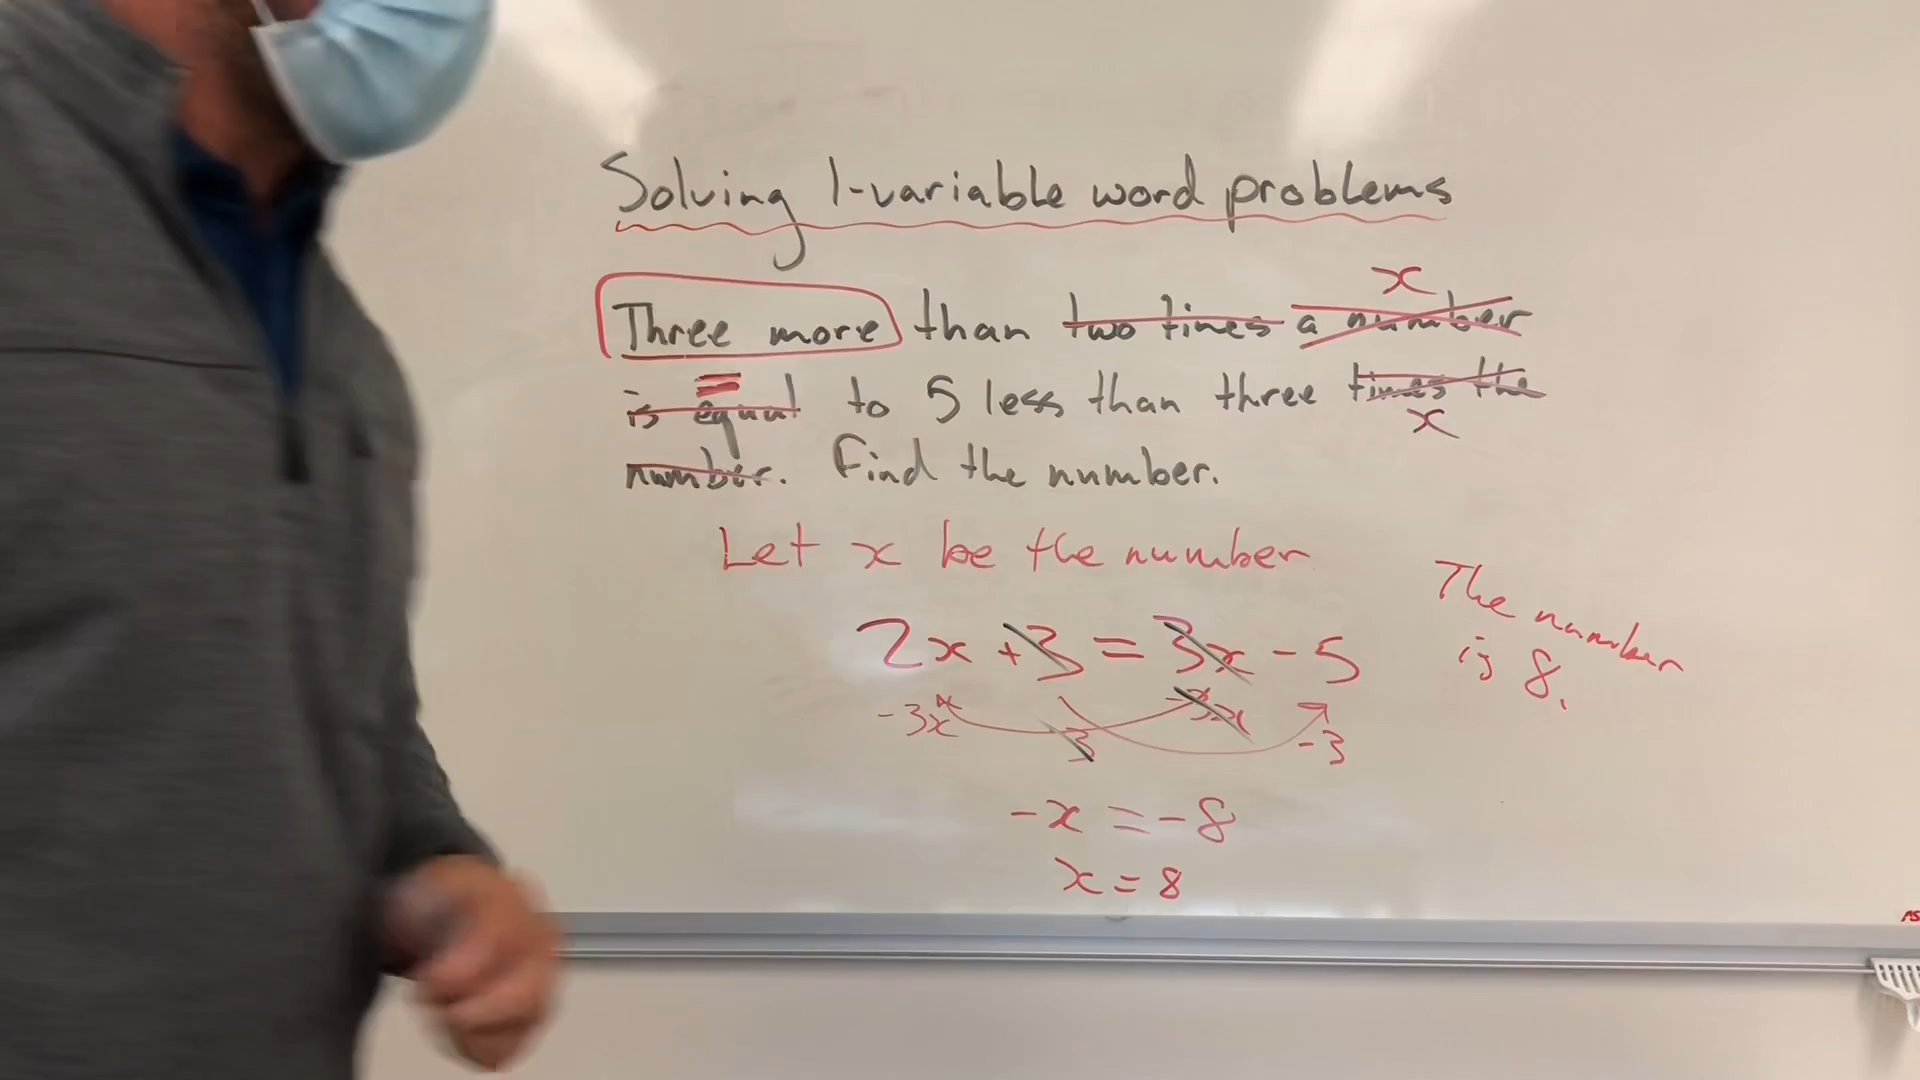 Solving 1-variable word problems
x
Three more than two times a number
=
is equal to 5 less than three times the
x
number. Find the number.
Let x be the number
2x + 3 = 3x - 5
-3x -3 -3x -3
-x = -8
x = 8
The number
is 8.